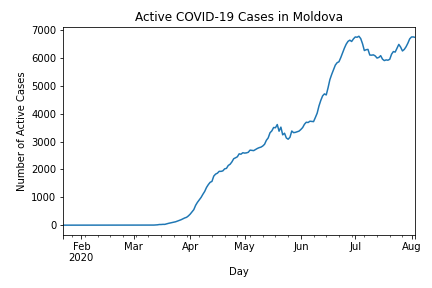 Active COVID-19 Cases in Moldova
Number of Active Cases
7000
6000
5000
4000
3000
2000
1000
0
Feb Mar Apr May Jun Jul Aug
2020
Day